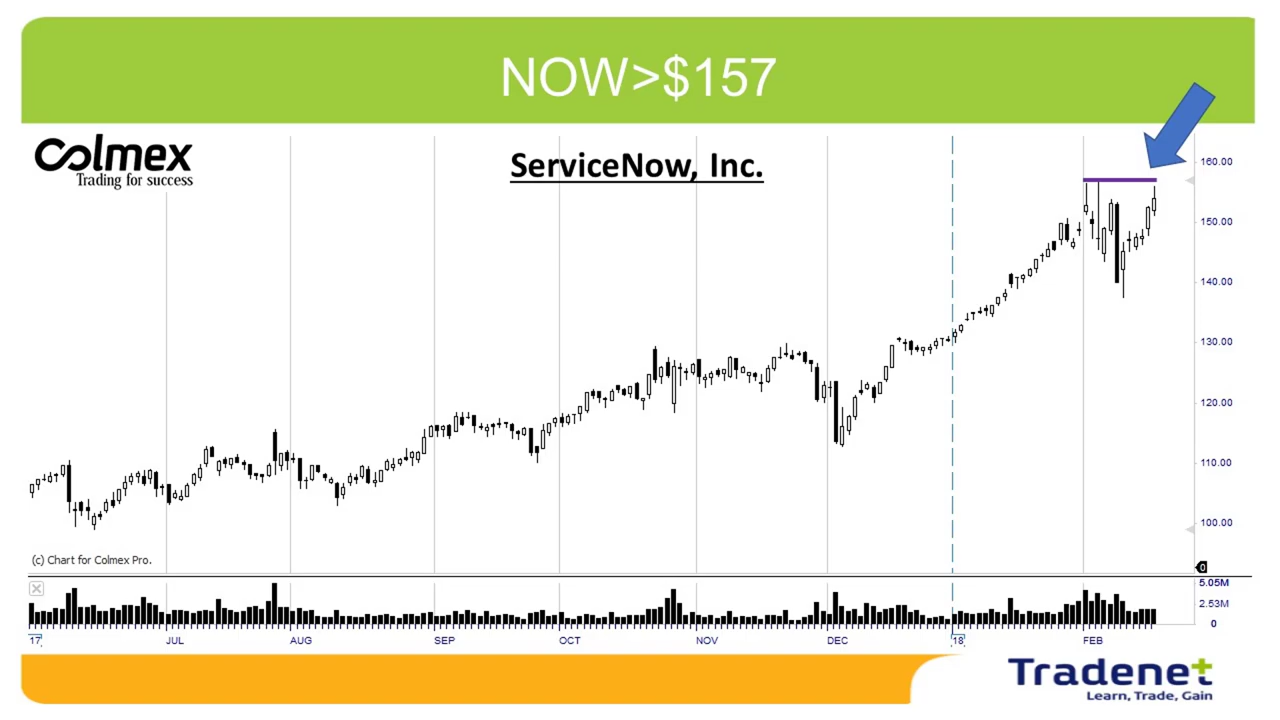 NOW>$157
Colmex
Trading for success
ServiceNow, Inc.
160.00
150.00
140.00
130.00
120.00
110.00
100.00
(c) Chart for Colmex Pro.
0
5.05M
2.53M
0
17 JUL AUG SEP OCT NOV DEC 18 FEB
Tradenet
Learn, Trade, Gain